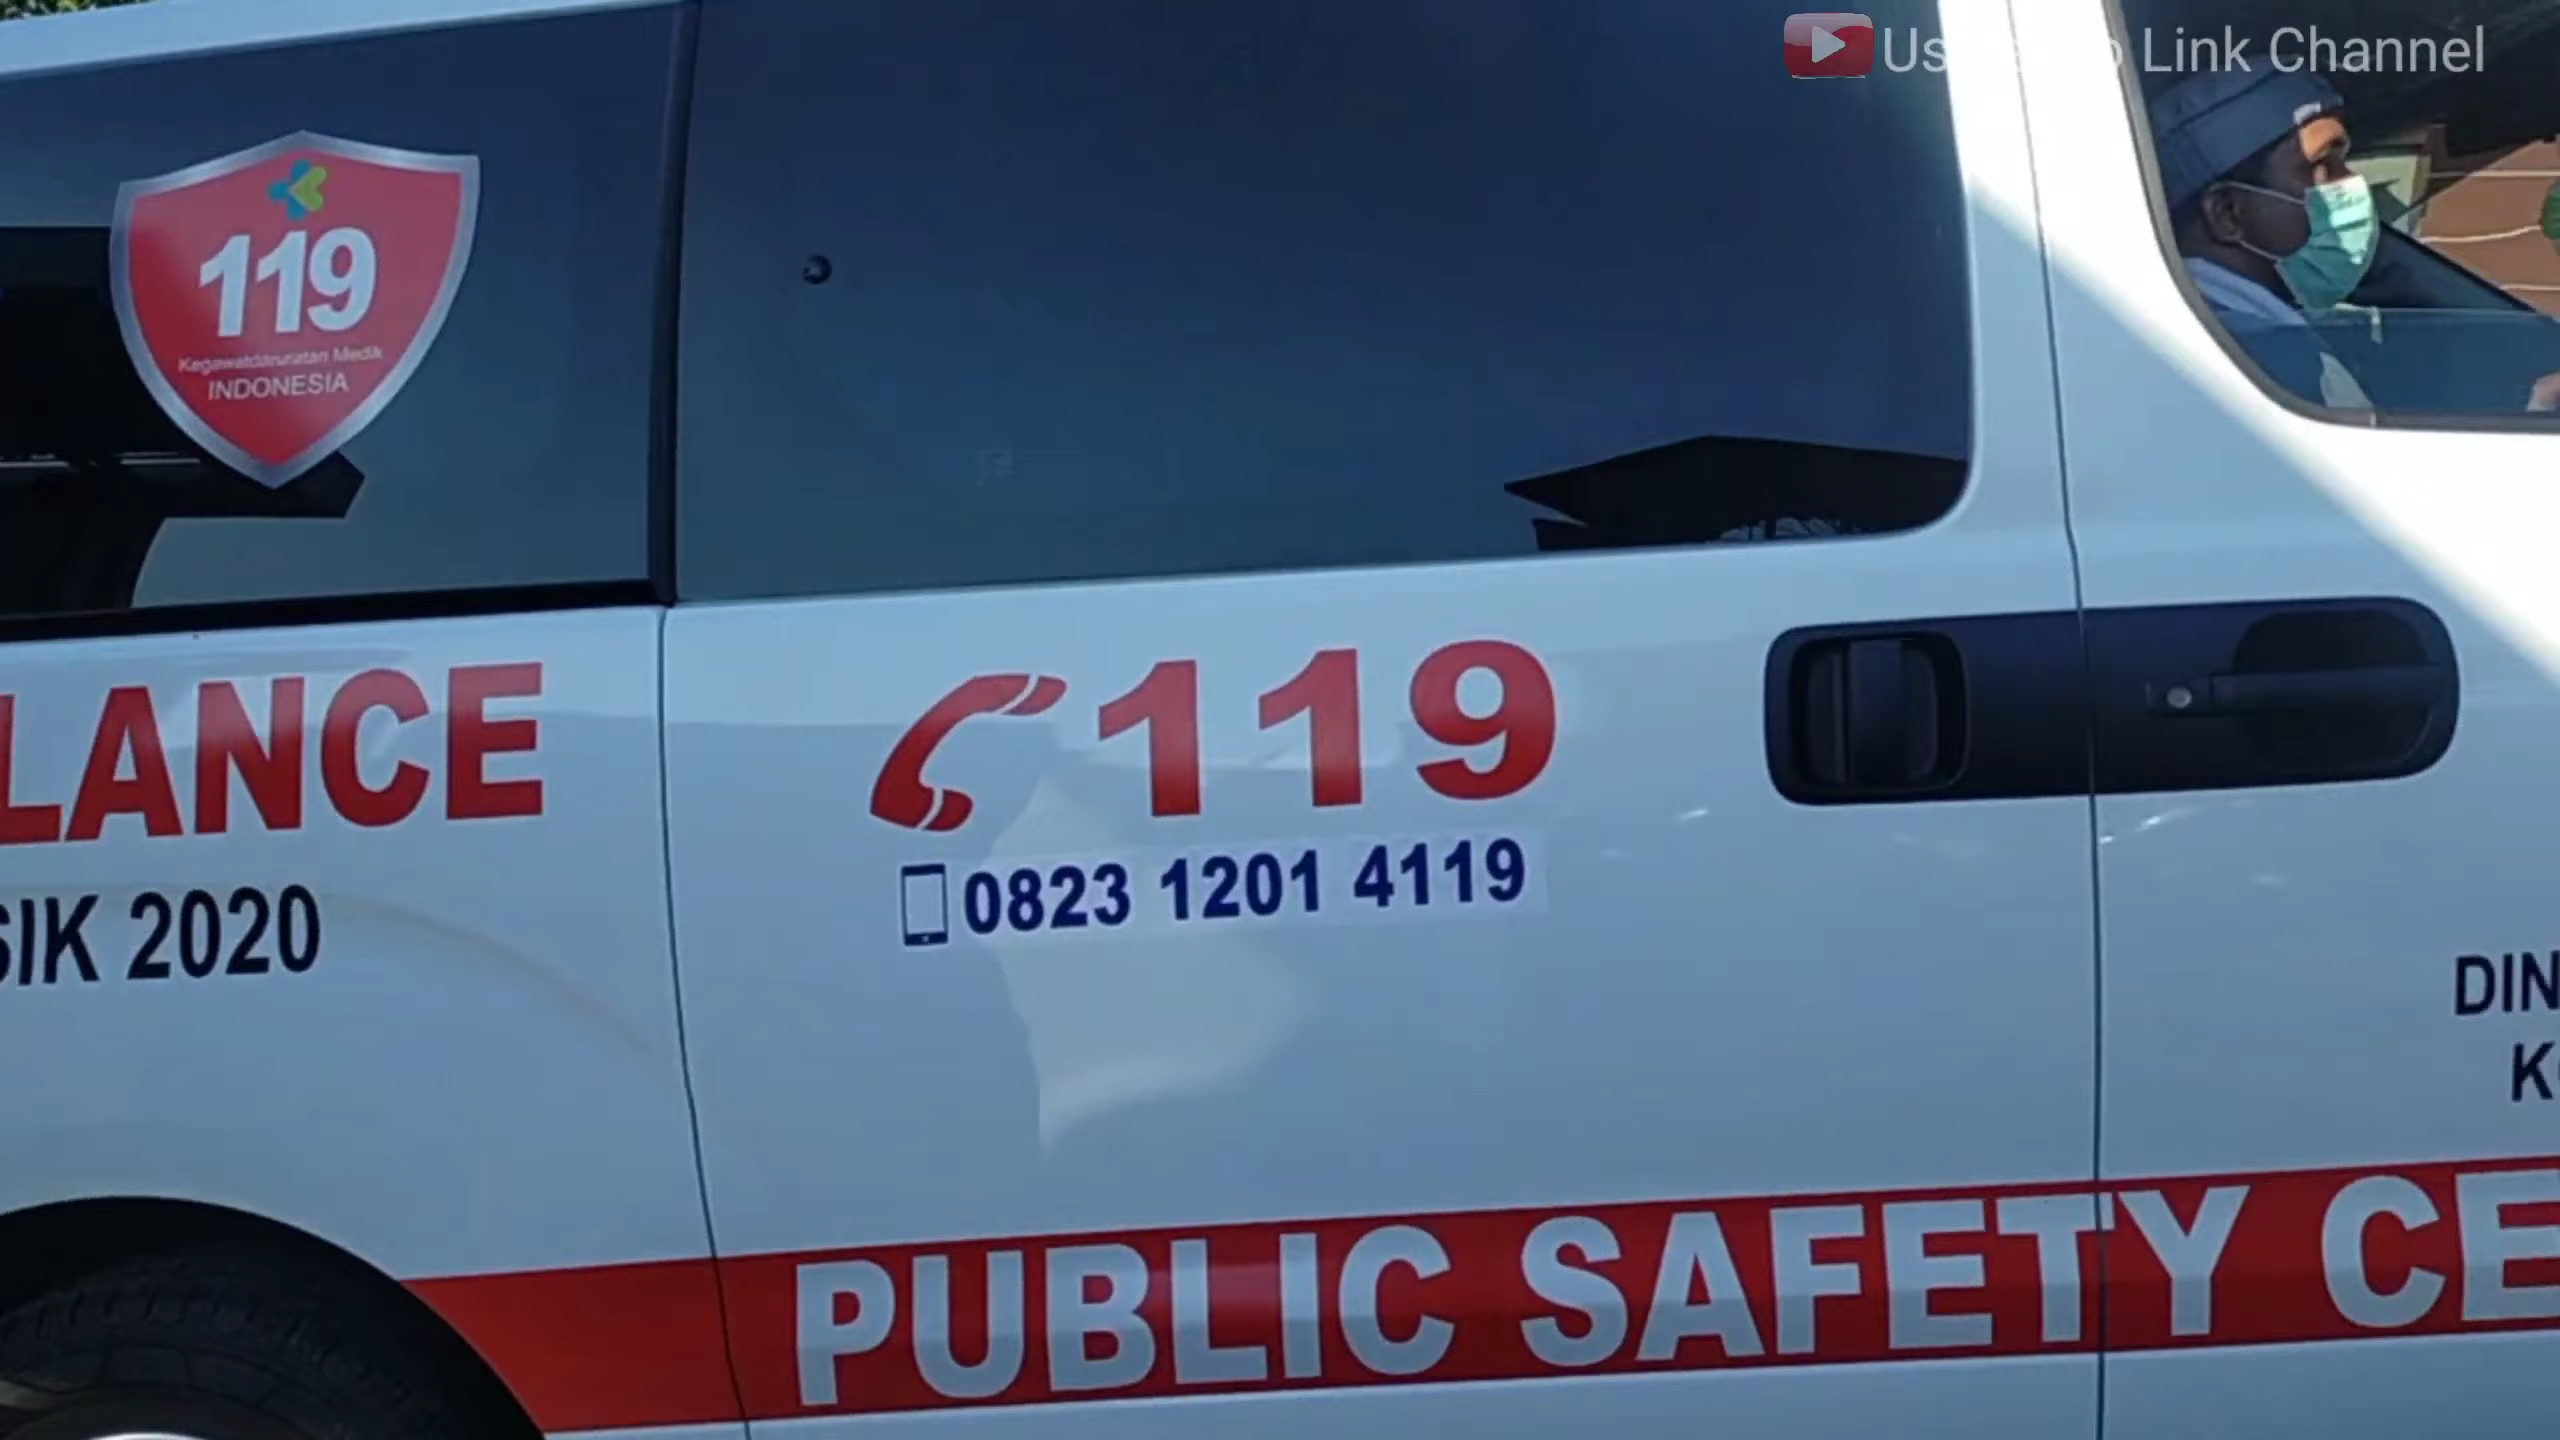 Link Channel
119
Kegawatdaruratan Medik
INDONESIA
LANCE
SIK 2020
119
0823 1201 4119
DIN
K
PUBLIC SAFETY CE